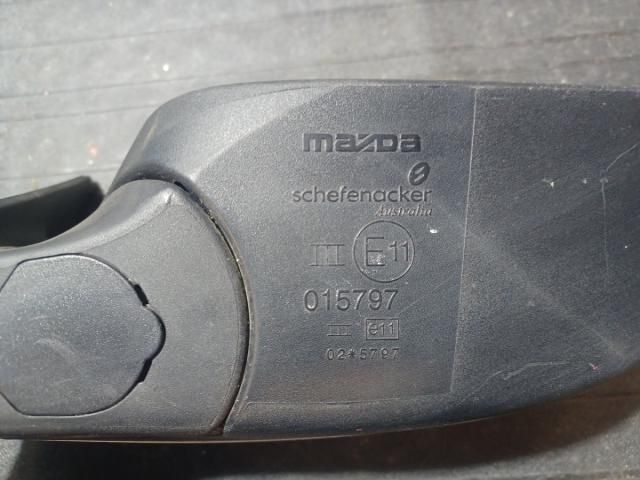 mazda
schefenacker
Australia
III E11
015797
III e11
02*5797